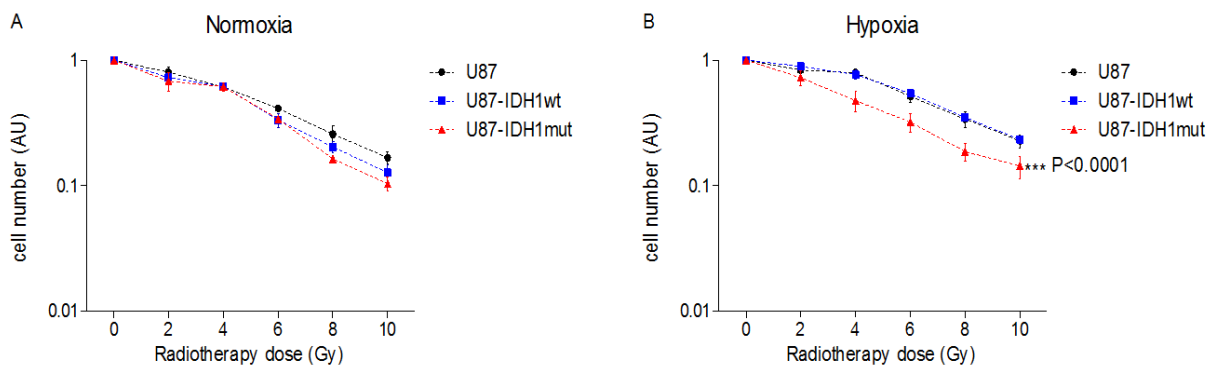 A
Normoxia
cell number (AU)
1
0.1
0.01
0 2 4 6 8 10
Radiotherapy dose (Gy)
U87
U87-IDH1wt
U87-IDH1mut
B
Hypoxia
cell number (AU)
1
0.1
0.01
0 2 4 6 8 10
Radiotherapy dose (Gy)
U87
U87-IDH1wt
U87-IDH1mut
*** P<0.0001